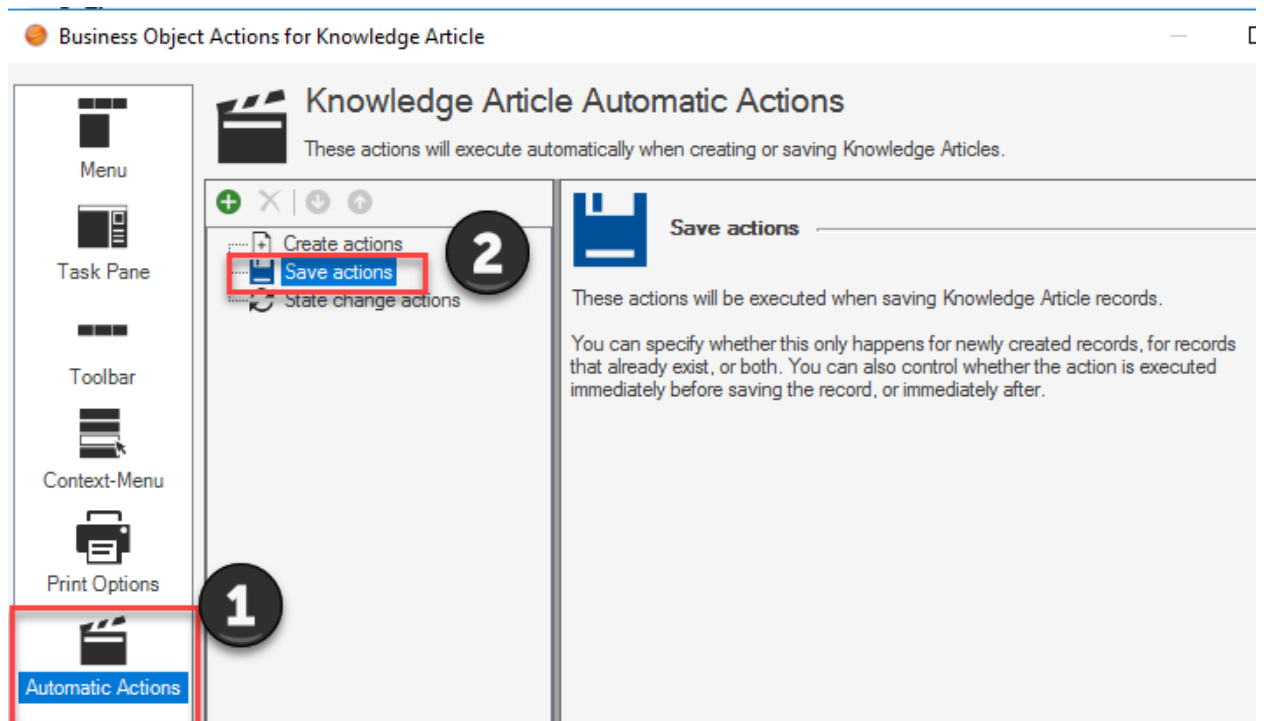 Business Object Actions for Knowledge Article
Menu
Task Pane
Toolbar
Context-Menu
Print Options
Automatic Actions
1
Knowledge Article Automatic Actions
These actions will execute automatically when creating or saving Knowledge Articles.
Create actions
Save actions
State change actions
2
Save actions
These actions will be executed when saving Knowledge Article records.
You can specify whether this only happens for newly created records, for records
that already exist, or both. You can also control whether the action is executed
immediately before saving the record, or immediately after.